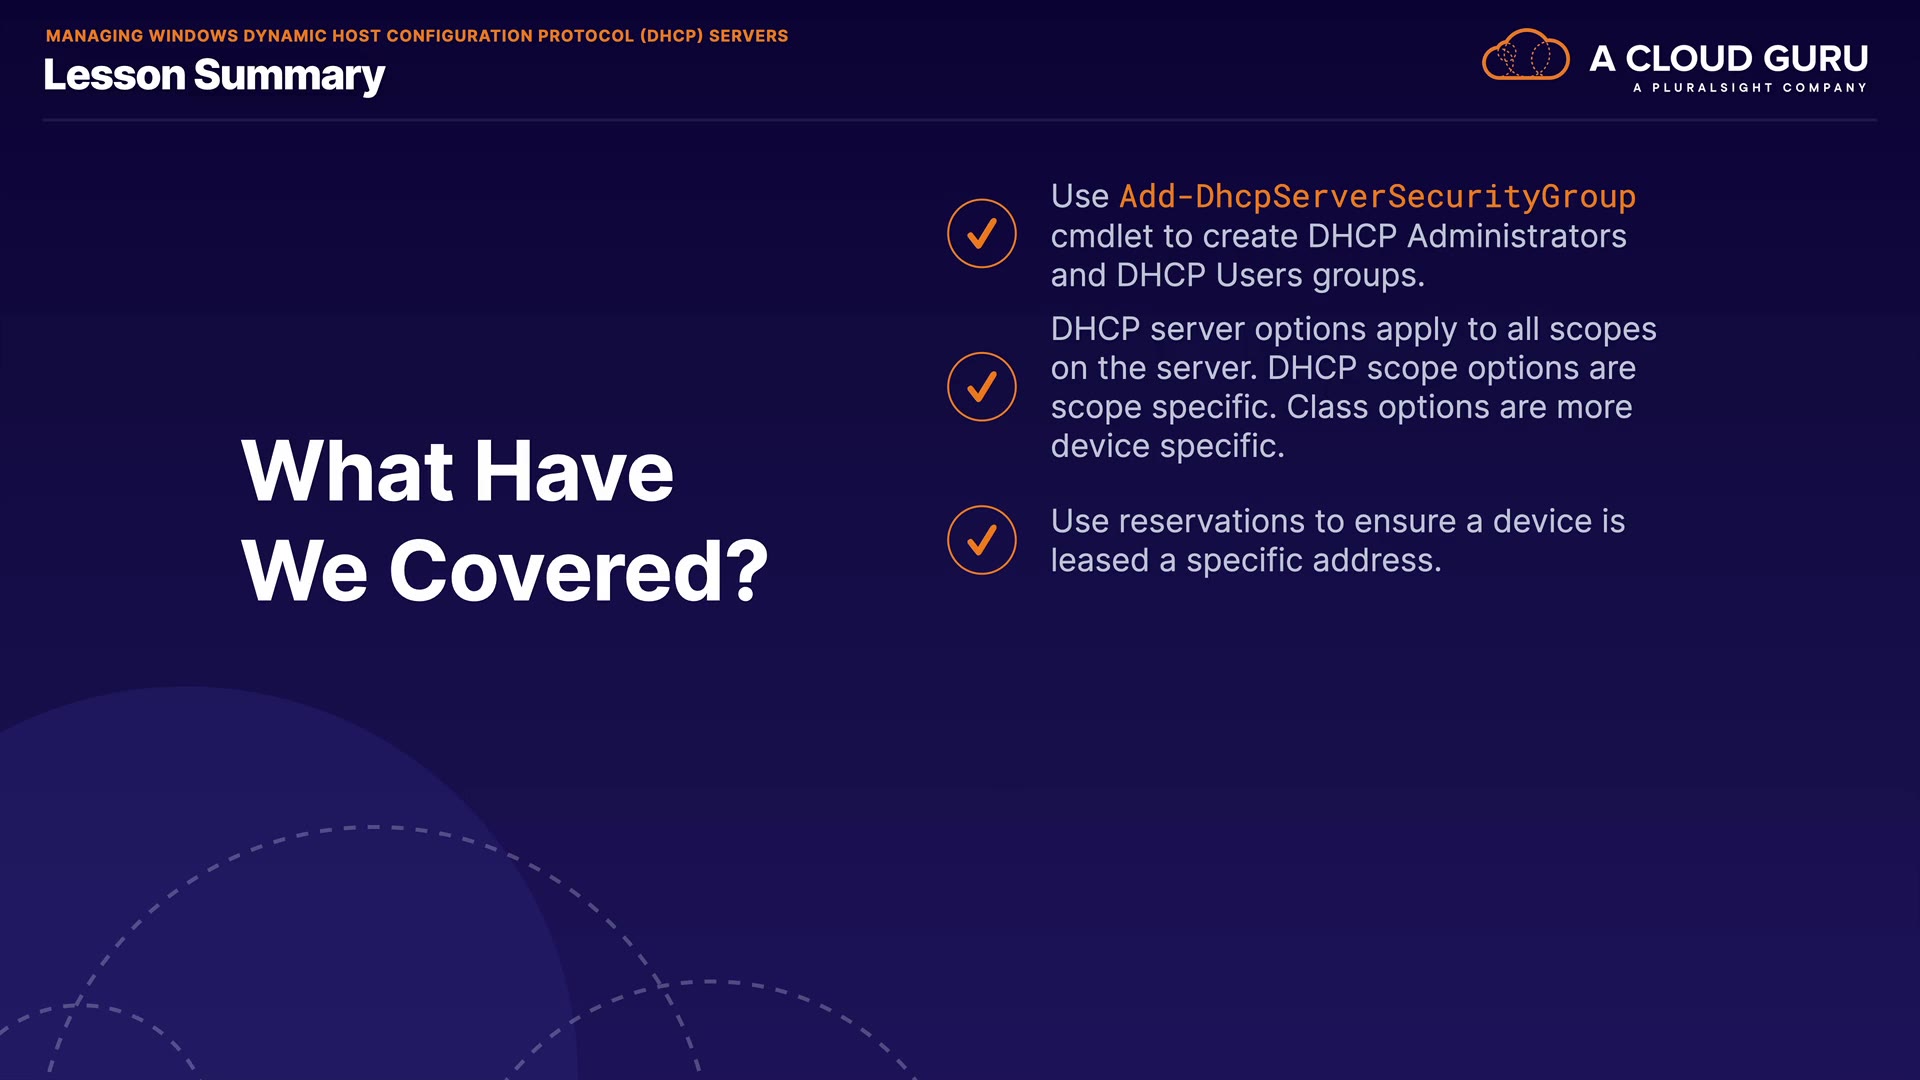 MANAGING WINDOWS DYNAMIC HOST CONFIGURATION PROTOCOL (DHCP) SERVERS
Lesson Summary
A CLOUD GURU
A PLURALSIGHT COMPANY
What Have
We Covered?
Use Add-DhcpServerSecurityGroup
cmdlet to create DHCP Administrators
and DHCP Users groups.
DHCP server options apply to all scopes
on the server. DHCP scope options are
scope specific. Class options are more
device specific.
Use reservations to ensure a device is
leased a specific address.